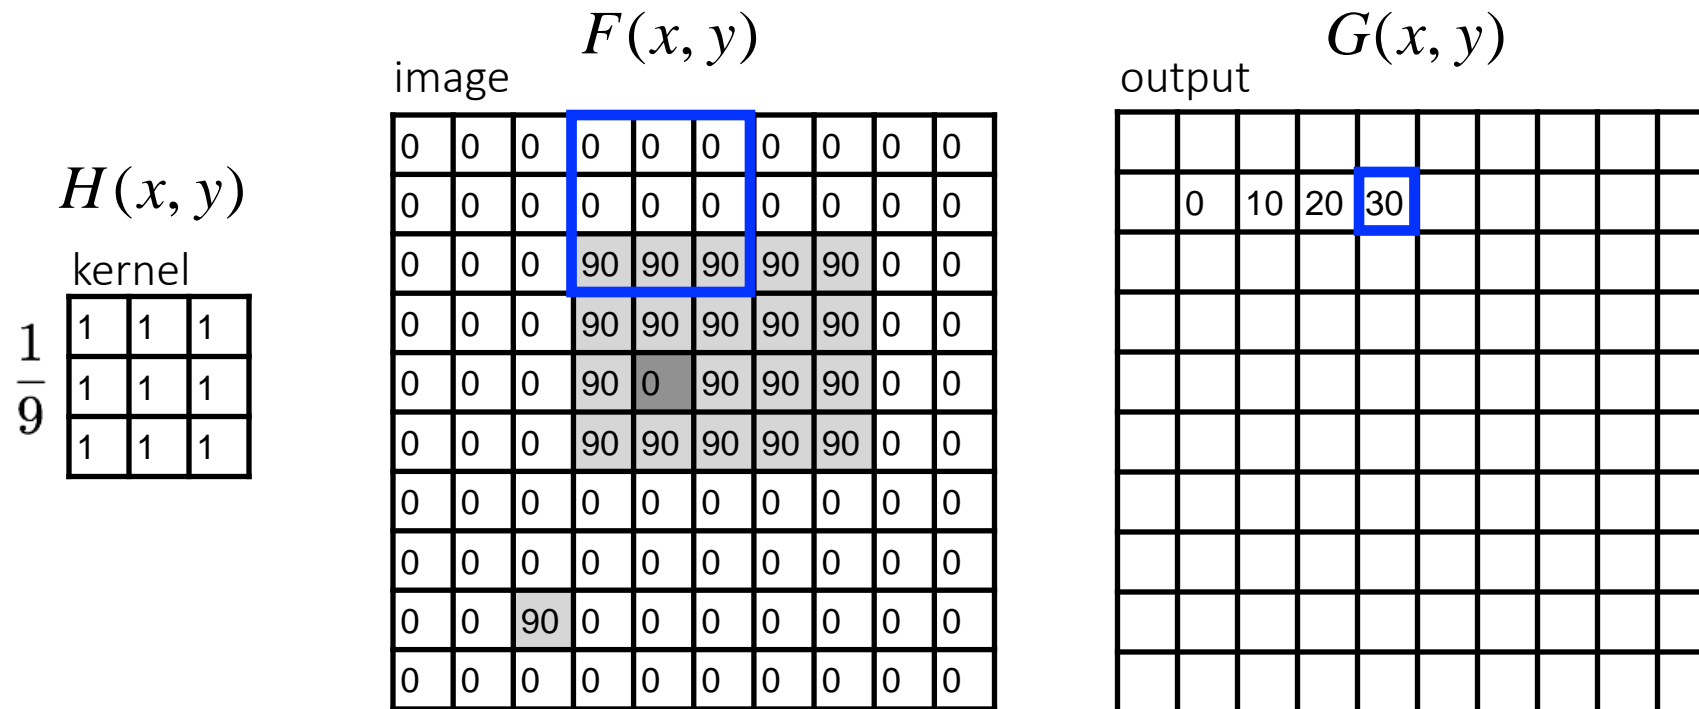 F(x, y)
G(x, y)
image
output
H(x, y)
kernel
1/9
1 1 1
1 1 1
1 1 1
0 0 0 0 0 0 0 0 0 0
0 0 0 0 0 0 0 0 0 0
0 0 0 90 90 90 90 90 0 0
0 0 0 90 90 90 90 90 0 0
0 0 0 90 0 90 90 90 0 0
0 0 0 90 90 90 90 90 0 0
0 0 0 0 0 0 0 0 0 0
0 0 0 0 0 0 0 0 0 0
0 0 90 0 0 0 0 0 0 0
0 0 0 0 0 0 0 0 0 0
0 10 20 30